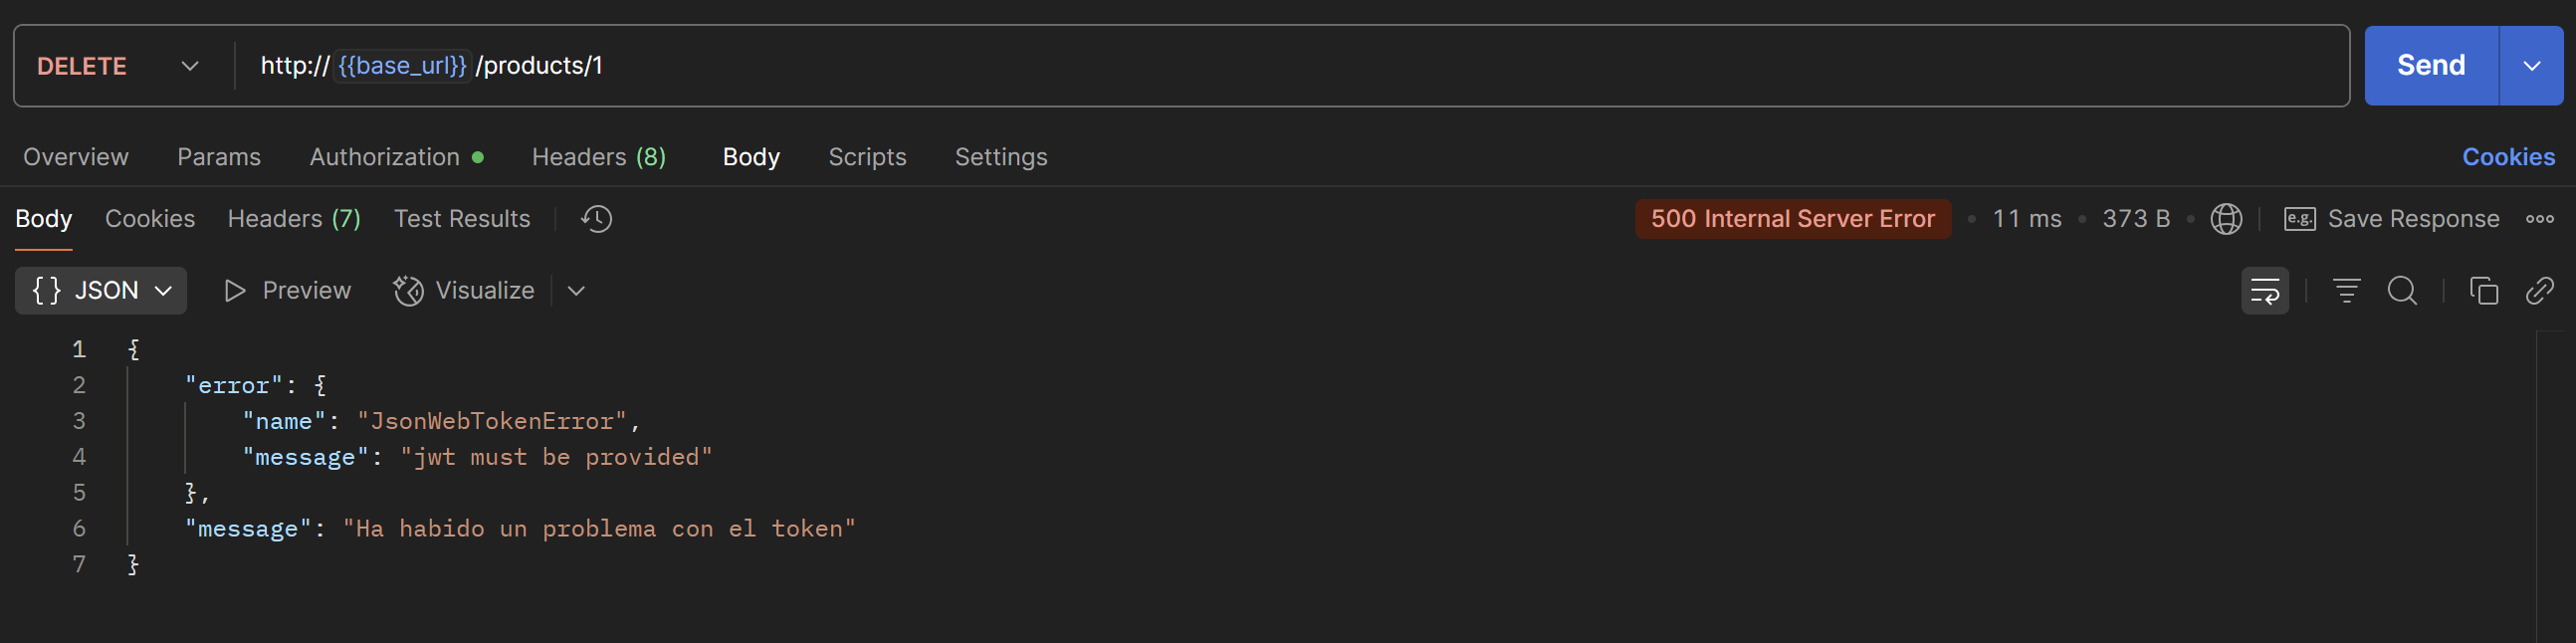 DELETE http://{{base_url}}/products/1 Send
Overview Params Authorization Headers (8) Body Scripts Settings Cookies
Body Cookies Headers (7) Test Results 500 Internal Server Error • 11 ms • 373 B • e.g. Save Response
{} JSON Preview Visualize
1 {
2 "error": {
3 "name": "JsonWebTokenError",
4 "message": "jwt must be provided"
5 },
6 "message": "Ha habido un problema con el token"
7 }